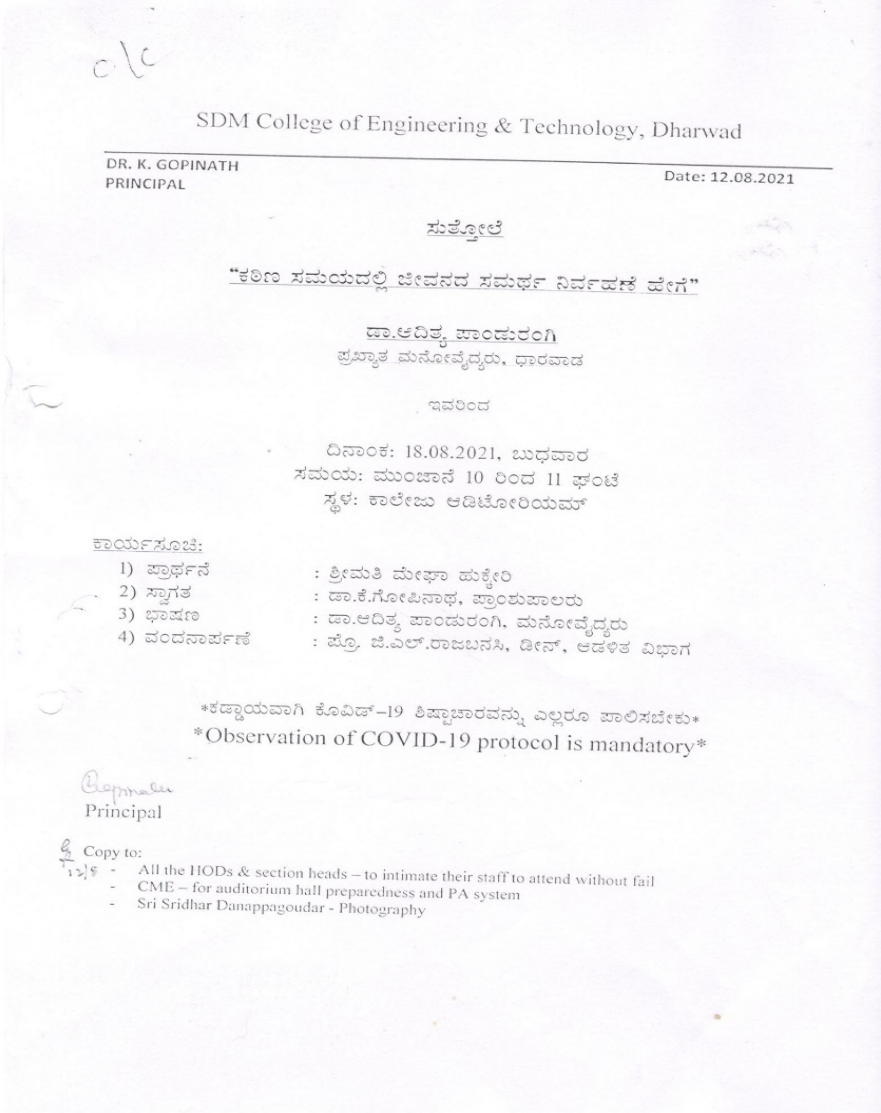 c\c
SDM College of Engineering & Technology, Dharwad
DR. K. GOPINATH
PRINCIPAL
Date: 12.08.2021
ಸುತ್ತೋಲೆ
“ಕಠಿಣ ಸಮಯದಲ್ಲಿ ಜೀವನದ ಸಮರ್ಥ ನಿರ್ವಹಣೆ ಹೇಗೆ”
ಡಾ.ಆದಿತ್ಯ ಪಾಂಡುರಂಗಿ
ಪ್ರಖ್ಯಾತ ಮನೋವೈದ್ಯರು, ಧಾರವಾಡ
ಇವರಿಂದ
ದಿನಾಂಕ: 18.08.2021, ಬುಧವಾರ
ಸಮಯ: ಮುಂಜಾನೆ 10 ರಿಂದ 11 ಘಂಟೆ
ಸ್ಥಳ: ಕಾಲೇಜು ಆಡಿಟೋರಿಯಮ್
ಕಾರ್ಯಸೂಚಿ:
1) ಪ್ರಾರ್ಥನೆ : ಶ್ರೀಮತಿ ಮೇಘಾ ಹುಕ್ಕೇರಿ
2) ಸ್ವಾಗತ : ಡಾ.ಕೆ.ಗೋಪಿನಾಥ, ಪ್ರಾಂಶುಪಾಲರು
3) ಭಾಷಣ : ಡಾ.ಆದಿತ್ಯ ಪಾಂಡುರಂಗಿ, ಮನೋವೈದ್ಯರು
4) ವಂದನಾರ್ಪಣೆ : ಪ್ರೊ. ಜಿ.ಎಲ್.ರಾಜಬನಸಿ, ಡೀನ್, ಆಡಳಿತ ವಿಭಾಗ
*ಕಡ್ಡಾಯವಾಗಿ ಕೊವಿಡ್–19 ಶಿಷ್ಟಾಚಾರವನ್ನು ಎಲ್ಲರೂ ಪಾಲಿಸಬೇಕು*
*Observation of COVID-19 protocol is mandatory*
Principal
Copy to:
12/8
- All the HODs & section heads – to intimate their staff to attend without fail
- CME – for auditorium hall preparedness and PA system
- Sri Sridhar Danappagoudar - Photography